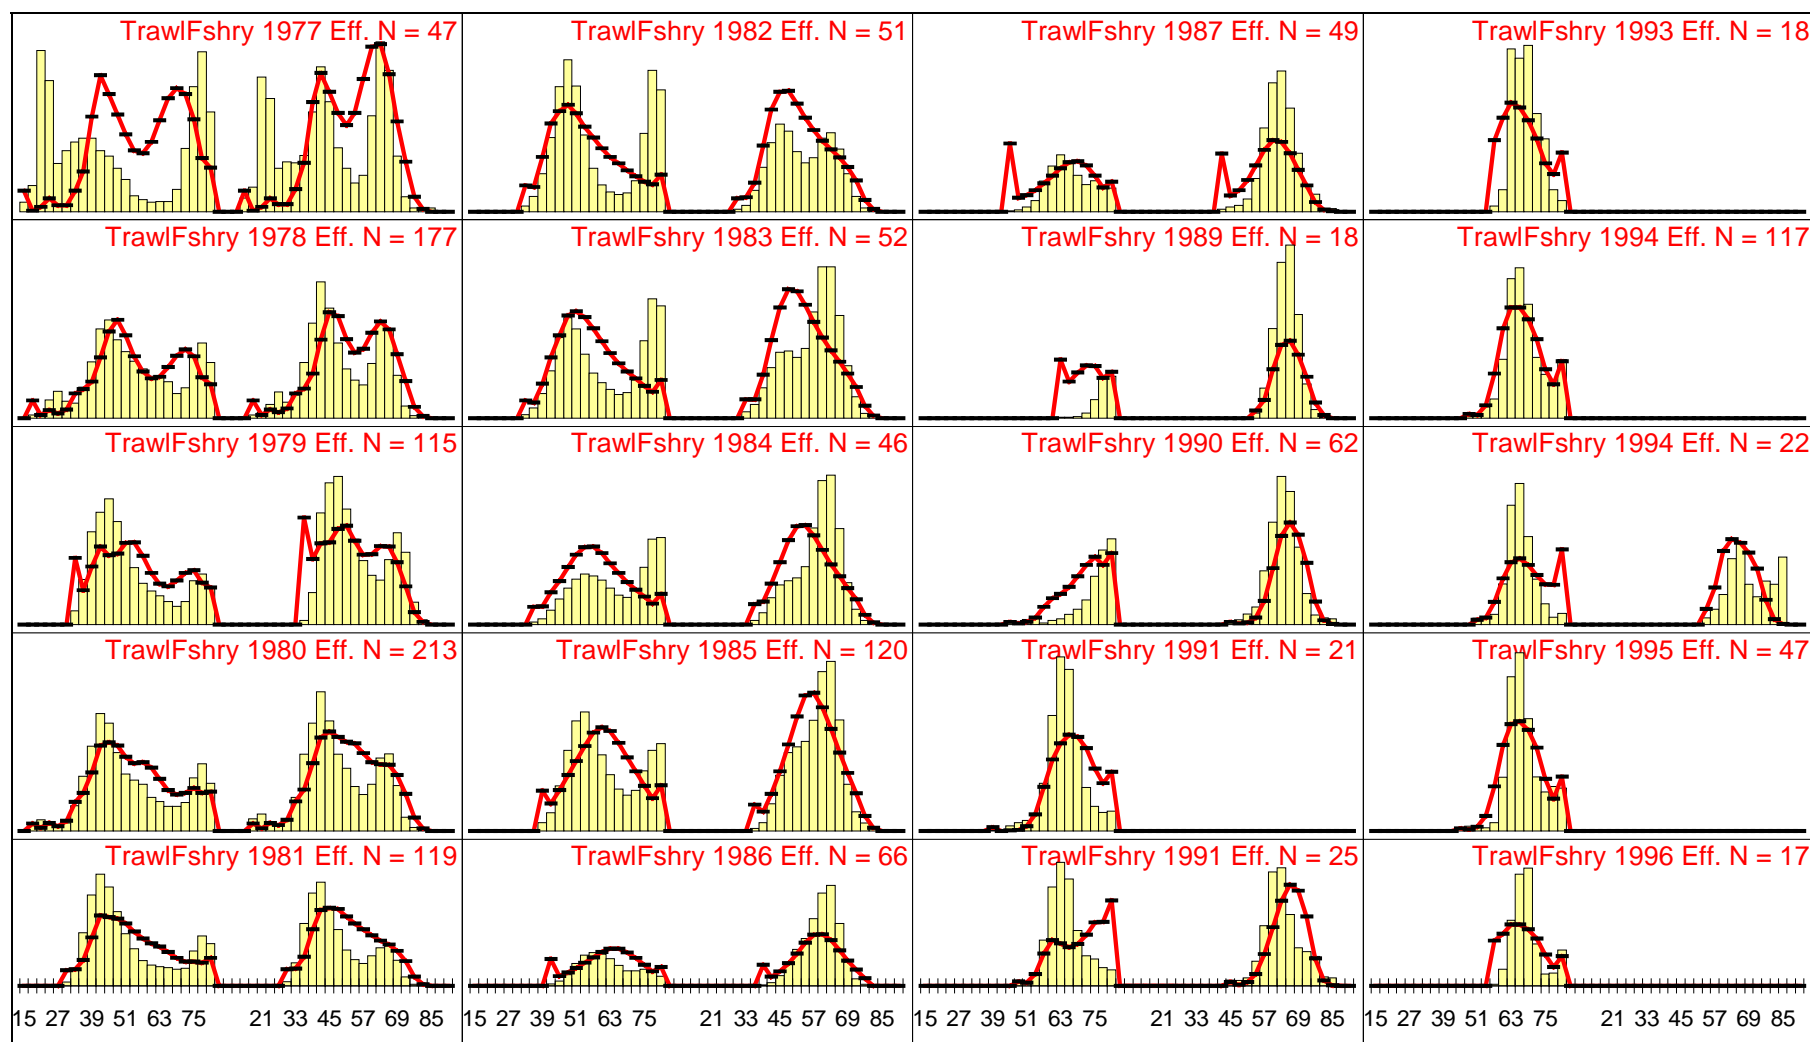 TrawlFshry 1977 Eff. N = 47
TrawlFshry 1982 Eff. N = 51
TrawlFshry 1987 Eff. N = 49
TrawlFshry 1993 Eff. N = 18
TrawlFshry 1978 Eff. N = 177
TrawlFshry 1983 Eff. N = 52
TrawlFshry 1989 Eff. N = 18
TrawlFshry 1994 Eff. N = 117
TrawlFshry 1979 Eff. N = 115
TrawlFshry 1984 Eff. N = 46
TrawlFshry 1990 Eff. N = 62
TrawlFshry 1994 Eff. N = 22
TrawlFshry 1980 Eff. N = 213
TrawlFshry 1985 Eff. N = 120
TrawlFshry 1991 Eff. N = 21
TrawlFshry 1995 Eff. N = 47
TrawlFshry 1981 Eff. N = 119
TrawlFshry 1986 Eff. N = 66
TrawlFshry 1991 Eff. N = 25
TrawlFshry 1996 Eff. N = 17
15 27 39 51 63 75 21 33 45 57 69 85 15 27 39 51 63 75 21 33 45 57 69 85 15 27 39 51 63 75 21 33 45 57 69 85 15 27 39 51 63 75 21 33 45 57 69 85